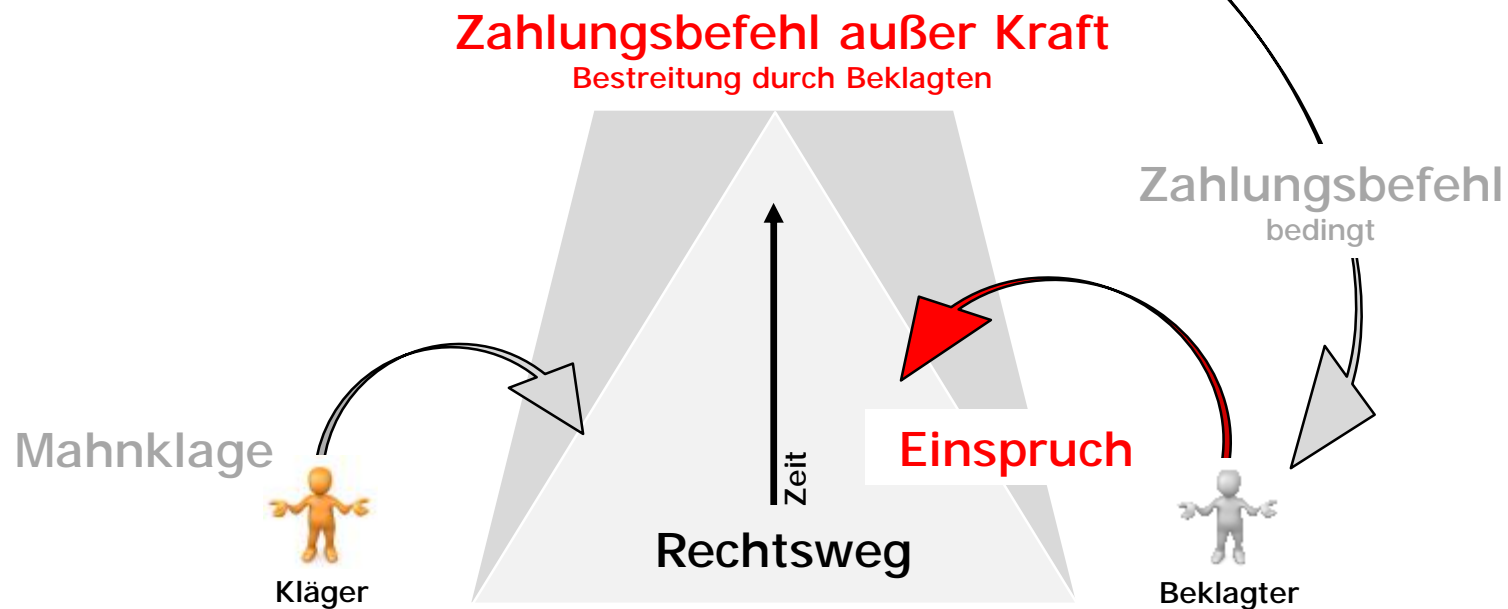 Zahlungsbefehl außer Kraft
Bestreitung durch Beklagten
Zahlungsbefehl
bedingt
Mahnklage
Einspruch
Zeit
Rechtsweg
Kläger
Beklagter